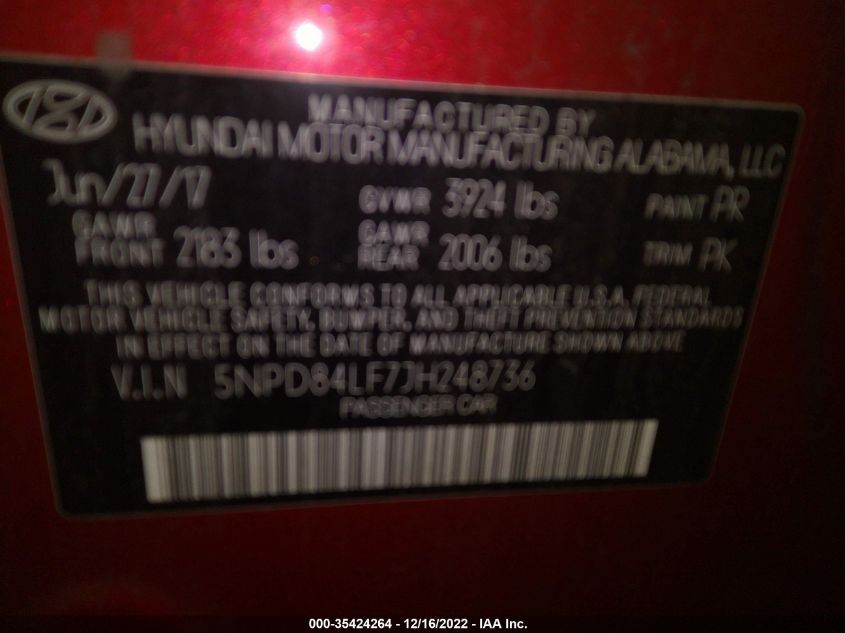 MANUFACTURED BY
HYUNDAI MOTOR MANUFACTURING ALABAMA, LLC
Jun/27/17 GVWR 3924 lbs PAINT PR
GAWR FRONT 2183 lbs GAWR REAR 2006 lbs TRIM PK
THIS VEHICLE CONFORMS TO ALL APPLICABLE U.S.A. FEDERAL
MOTOR VEHICLE SAFETY, BUMPER, AND THEFT PREVENTION STANDARDS
IN EFFECT ON THE DATE OF MANUFACTURE SHOWN ABOVE
V.I.N 5NPD84LF7JH248736
PASSENGER CAR
000-35424264 - 12/16/2022 - IAA Inc.